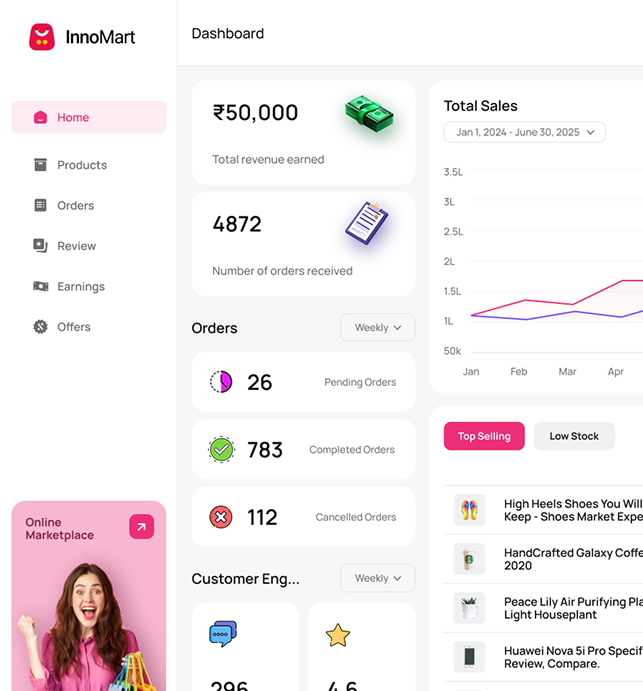 InnoMart
Dashboard
Home
Products
Orders
Review
Earnings
Offers
Online
Marketplace
₹50,000
Total revenue earned
4872
Number of orders received
Orders
Weekly
26
Pending Orders
783
Completed Orders
112
Cancelled Orders
Customer Eng...
Weekly
296
4.6
Total Sales
Jan 1, 2024 - June 30, 2025
3.5L
3L
2.5L
2L
1.5L
1L
50k
Jan Feb Mar Apr
Top Selling
Low Stock
High Heels Shoes You Will
Keep - Shoes Market Expe
HandCrafted Galaxy Coffe
2020
Peace Lily Air Purifying Pla
Light Houseplant
Huawei Nova 5i Pro Specif
Review, Compare.